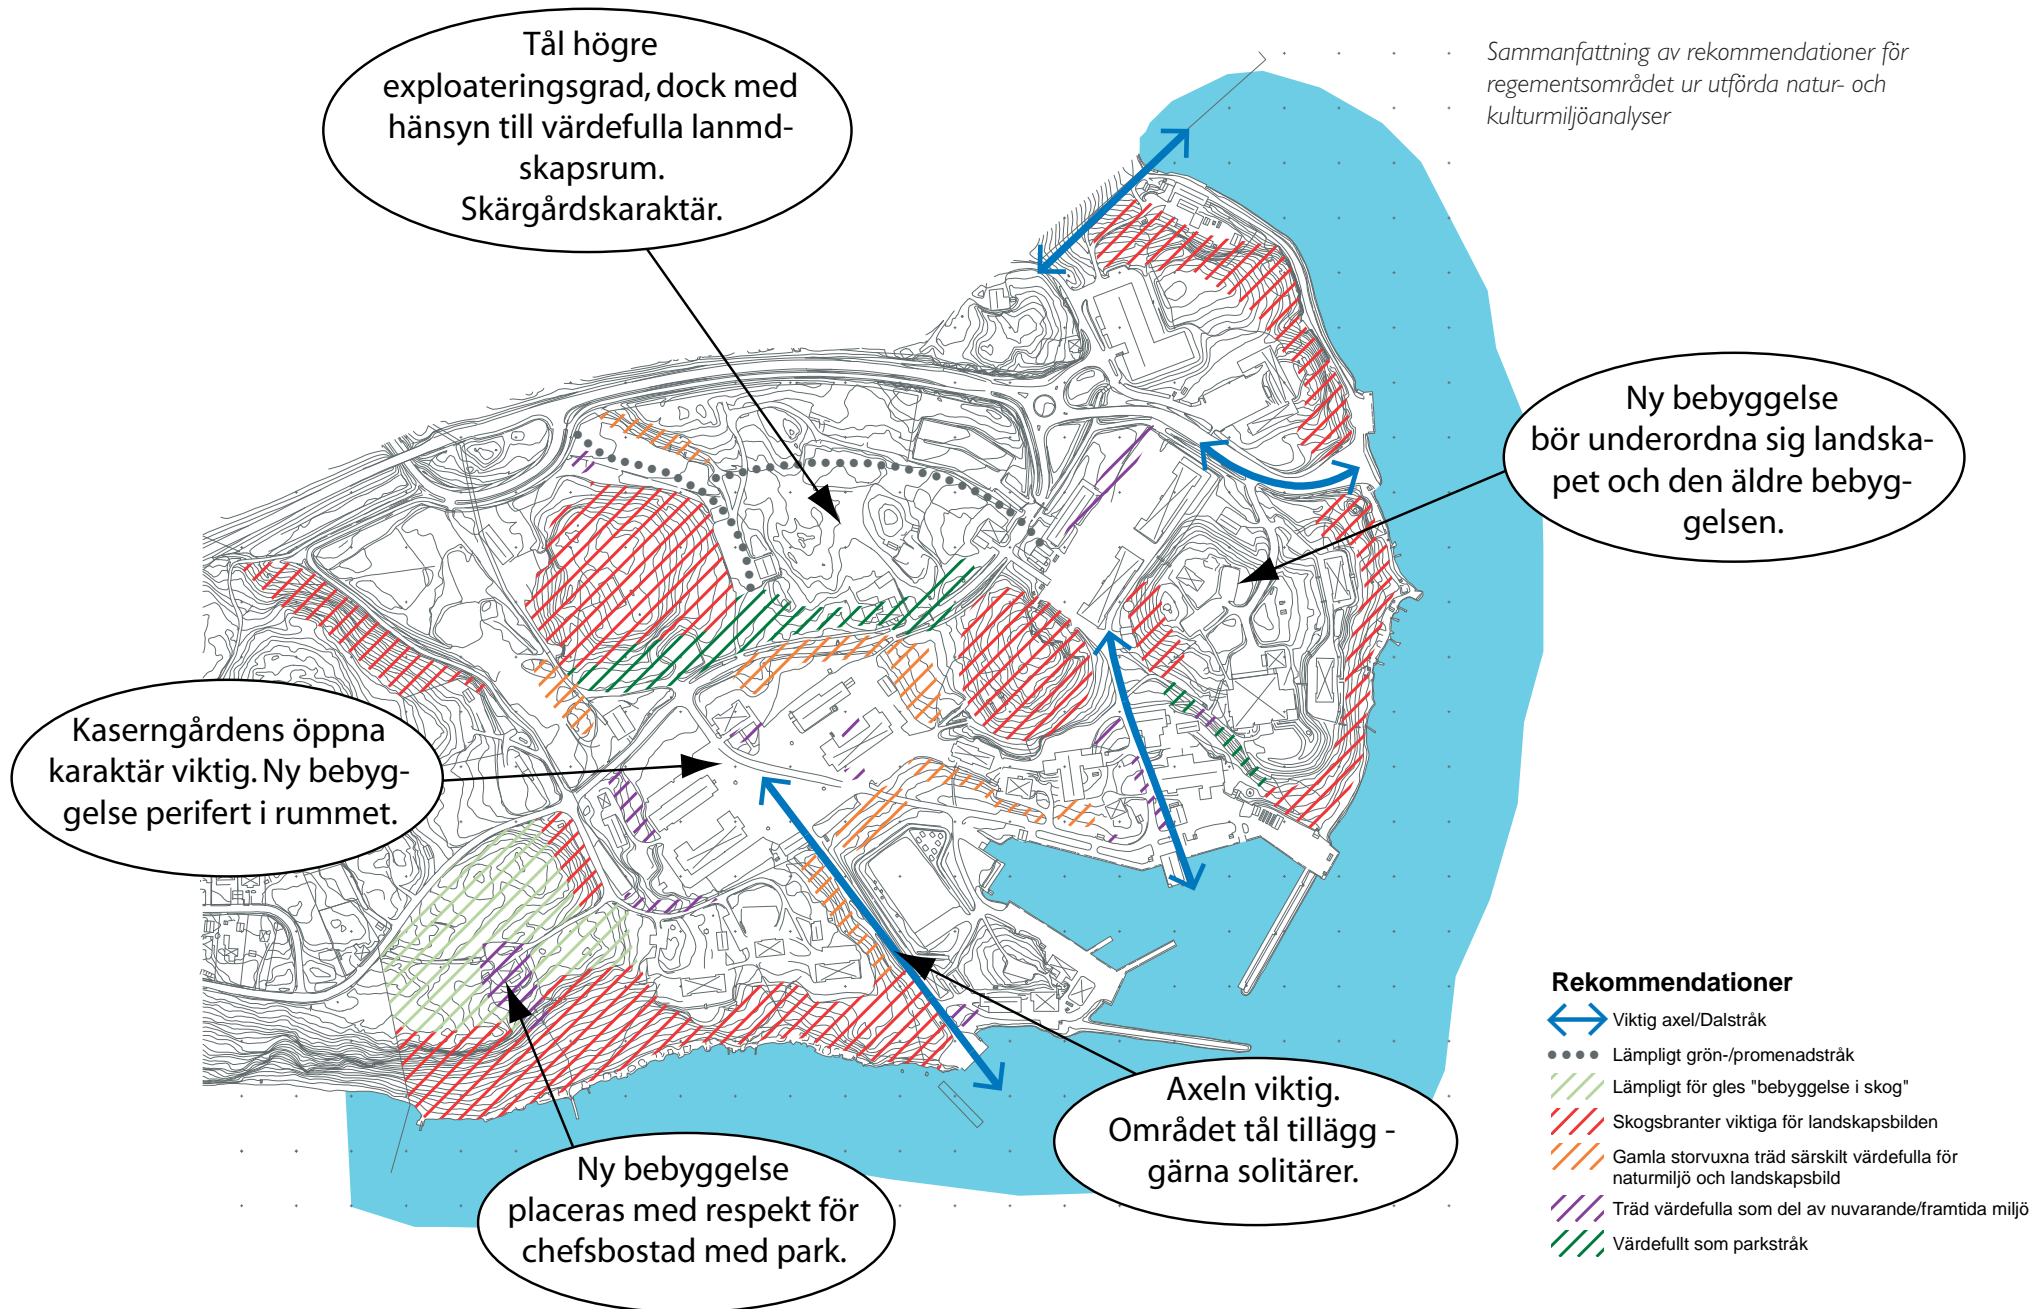 Tål högre
exploateringsgrad, dock med
hänsyn till värdefulla lanmd-
skapsrum.
Skärgårdskaraktär.
Sammanfattning av rekommendationer för
regementsområdet ur utförda natur- och
kulturmiljöanalyser
Ny bebyggelse
bör underordna sig landska-
pet och den äldre bebyg-
gelsen.
Kaserngårdens öppna
karaktär viktig. Ny bebyg-
gelse perifert i rummet.
Ny bebyggelse
placeras med respekt för
chefsbostad med park.
Axeln viktig.
Området tål tillägg -
gärna solitärer.
Rekommendationer
Viktig axel/Dalstråk
Lämpligt grön-/promenadstråk
Lämpligt för gles "bebyggelse i skog"
Skogsbranter viktiga för landskapsbilden
Gamla storvuxna träd särskilt värdefulla för
naturmiljö och landskapsbild
Träd värdefulla som del av nuvarande/framtida miljö
Värdefullt som parkstråk